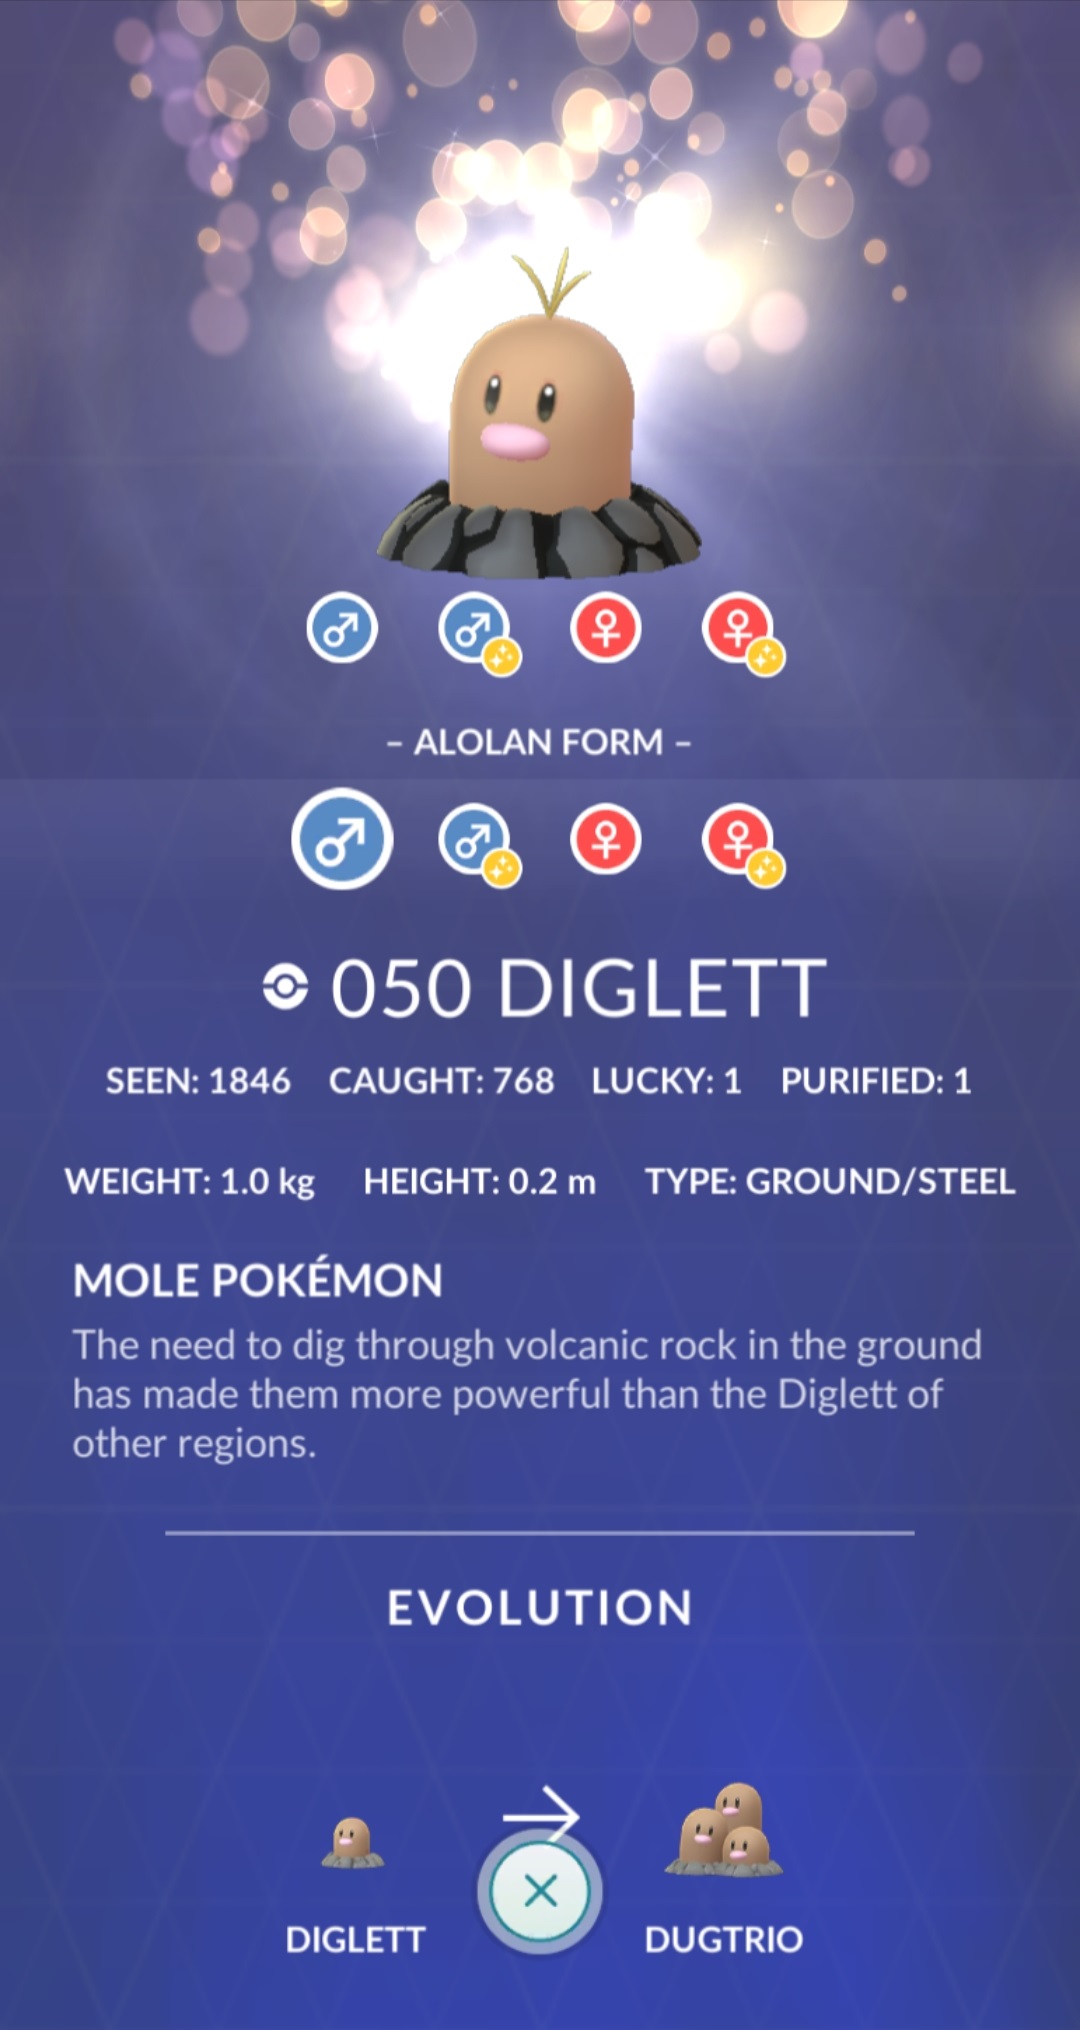 – ALOLAN FORM –
050 DIGLETT
SEEN: 1846 CAUGHT: 768 LUCKY: 1 PURIFIED: 1
WEIGHT: 1.0 kg HEIGHT: 0.2 m TYPE: GROUND/STEEL
MOLE POKÉMON
The need to dig through volcanic rock in the ground
has made them more powerful than the Diglett of
other regions.
EVOLUTION
DIGLETT DUGTRIO